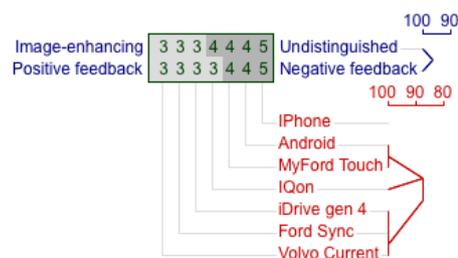 100 90
Image-enhancing 3 3 3 4 4 4 5 Undistinguished
Positive feedback 3 3 3 3 4 4 5 Negative feedback
100 90 80
IPhone
Android
MyFord Touch
IQon
iDrive gen 4
Ford Sync
Volvo Current